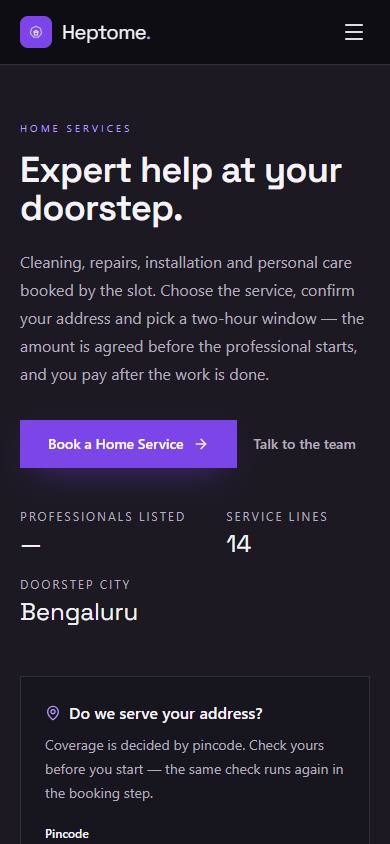 Heptome.
HOME SERVICES
Expert help at your
doorstep.
Cleaning, repairs, installation and personal care
booked by the slot. Choose the service, confirm
your address and pick a two-hour window — the
amount is agreed before the professional starts,
and you pay after the work is done.
Book a Home Service → Talk to the team
PROFESSIONALS LISTED SERVICE LINES
— 14
DOORSTEP CITY
Bengaluru
Do we serve your address?
Coverage is decided by pincode. Check yours
before you start — the same check runs again in
the booking step.
Pincode